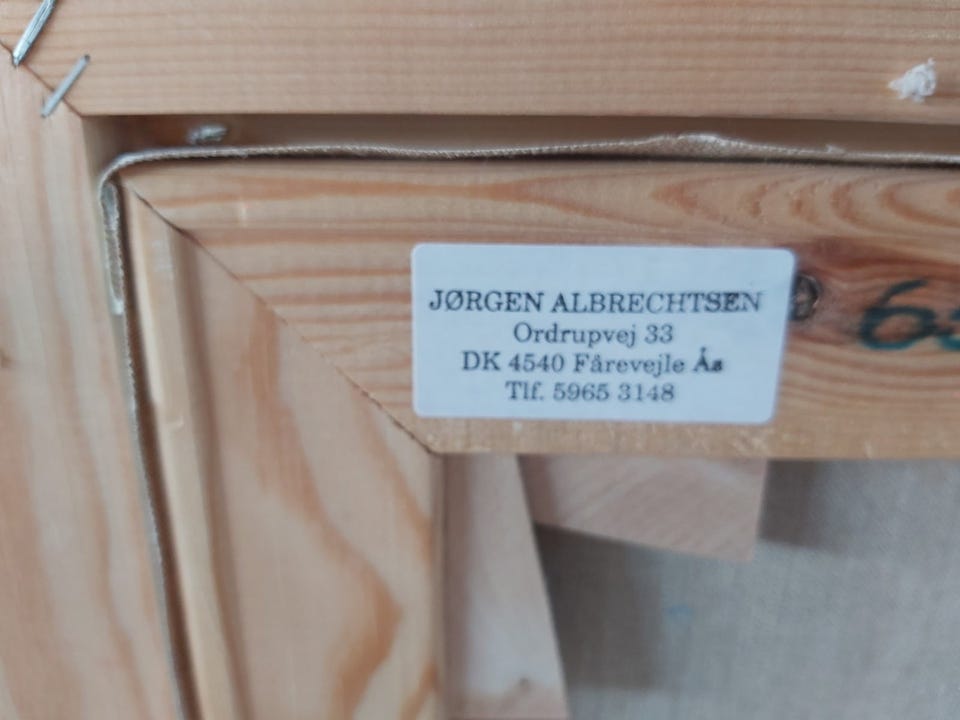 JØRGEN ALBRECHTSEN
Ordrupvej 33
DK 4540 Fårevejle Ås
Tlf. 5965 3148